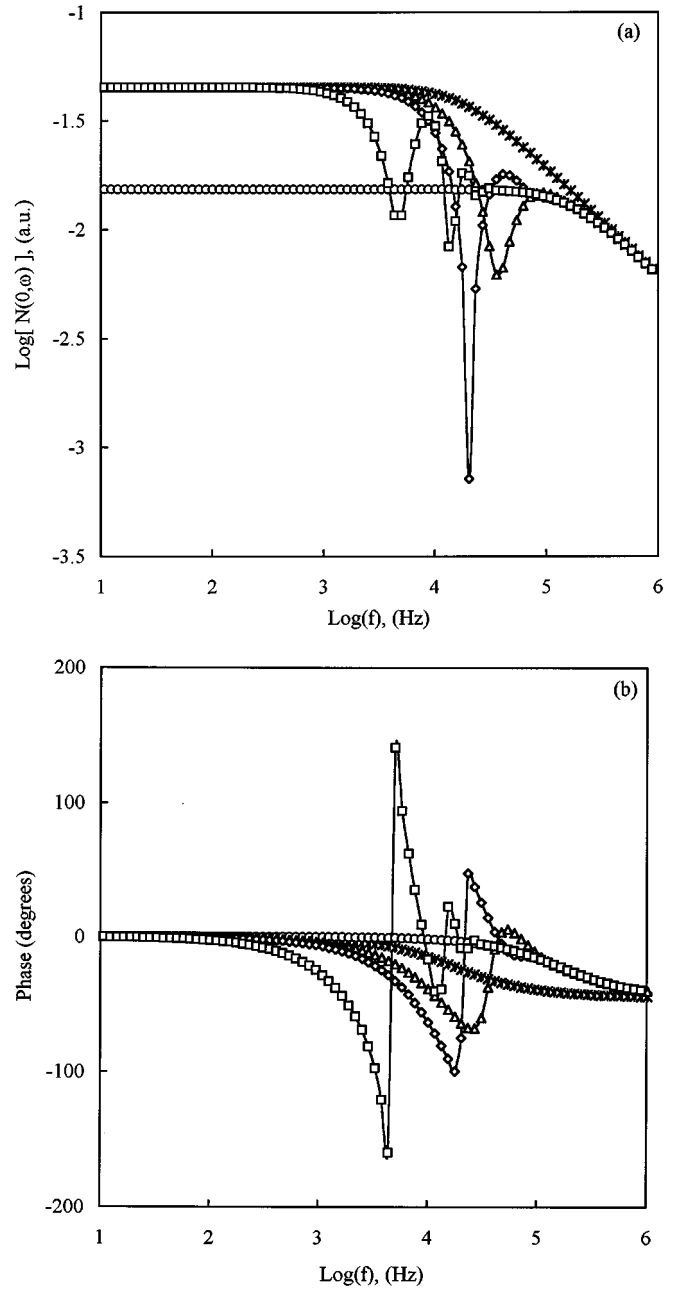 (a)
-1
-1.5
-2
-2.5
-3
-3.5
Log[ N(0,ω) ], (a.u.)
1 2 3 4 5 6
Log(f), (Hz)
(b)
200
100
0
-100
-200
Phase (degrees)
1 2 3 4 5 6
Log(f), (Hz)